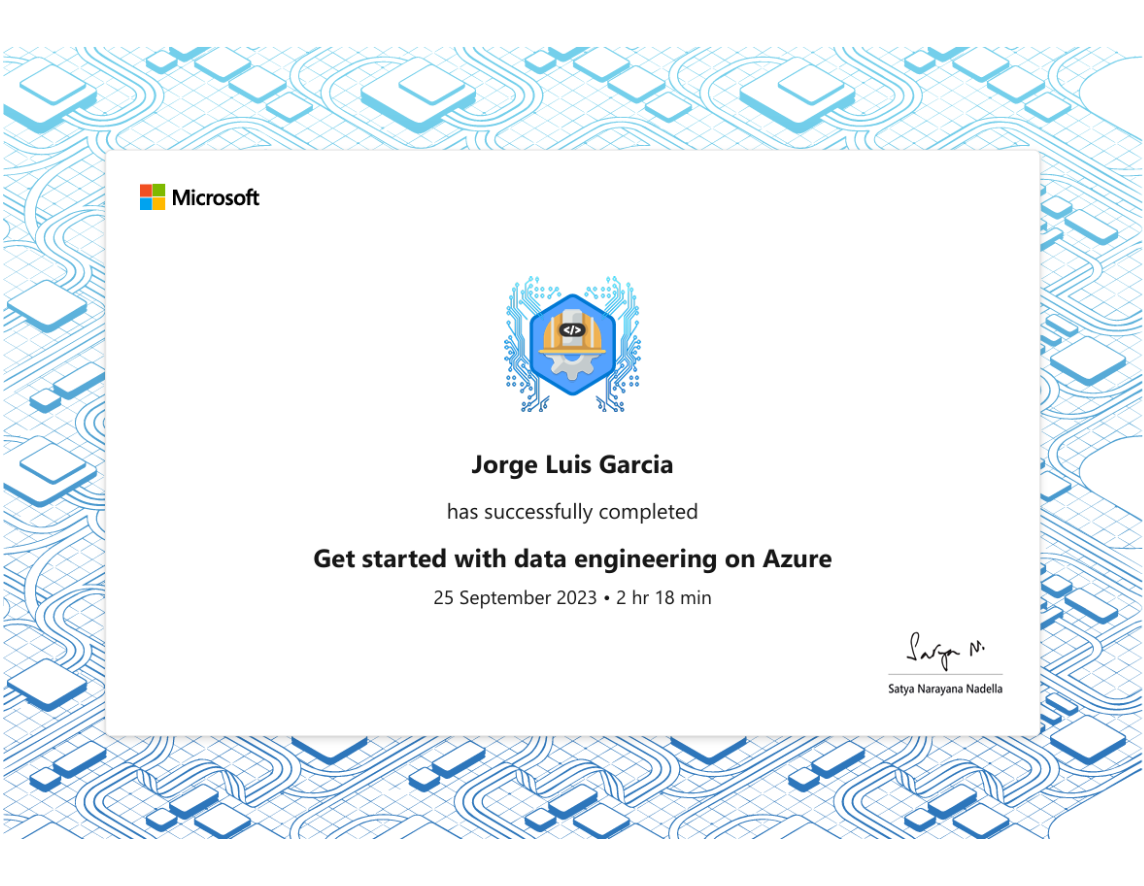 Microsoft
</>
Jorge Luis Garcia
has successfully completed
Get started with data engineering on Azure
25 September 2023 • 2 hr 18 min
Satya N.
Satya Narayana Nadella